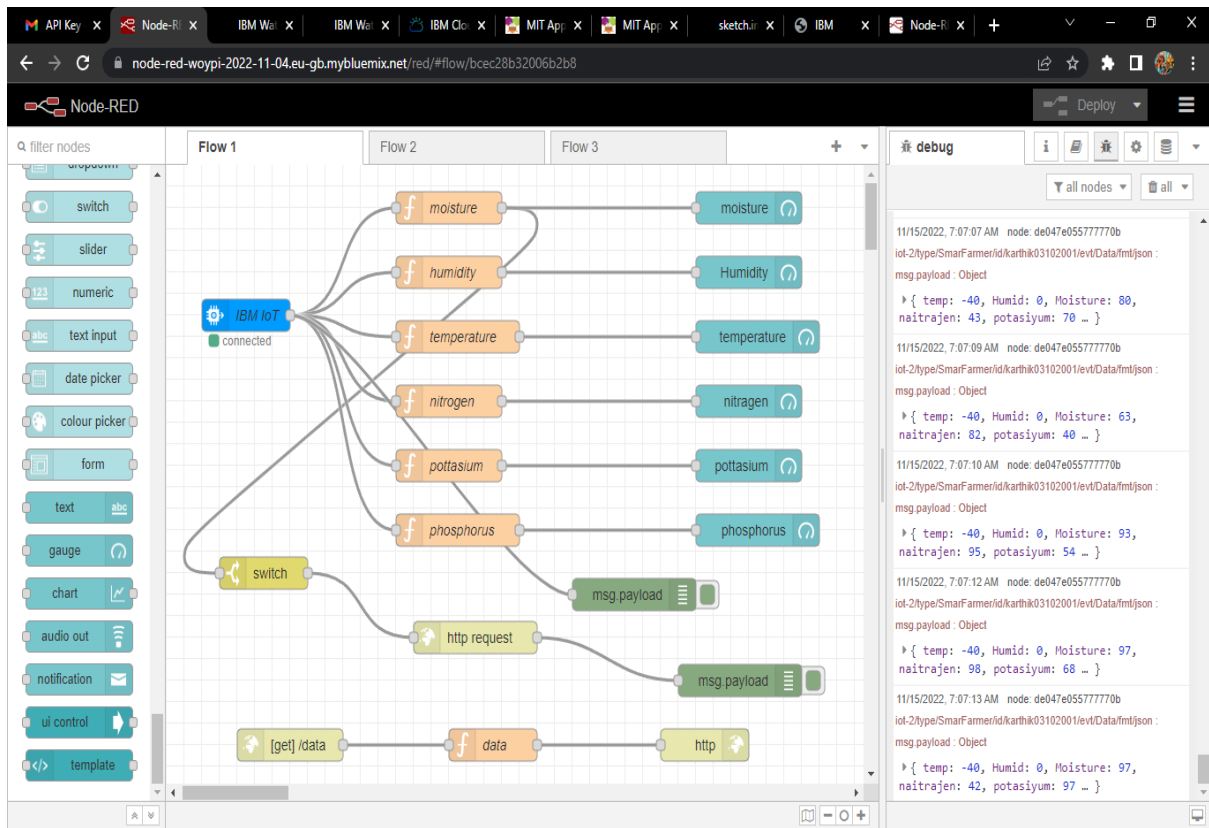 API Key
Node-R
IBM Wat
IBM Wat
IBM Clou
MIT App
MIT App
sketch.in
IBM
Node-R
node-red-woypi-2022-11-04.eu-gb.mybluemix.net/red/#flow/bcec28b32006b2b8
Node-RED
Deploy
filter nodes
dropdown
switch
slider
123 numeric
abc text input
date picker
colour picker
form
text abc
gauge
chart
audio out
notification
ui control
</> template
Flow 1
Flow 2
Flow 3
f moisture
moisture
f humidity
Humidity
IBM IoT
connected
f temperature
temperature
f nitrogen
nitragen
f pottasium
pottasium
f phosphorus
phosphorus
switch
msg.payload
http request
msg.payload
[get] /data
f data
http
debug
i
all nodes
all
11/15/2022, 7:07:07 AM node: de047e055777770b
iot-2/type/SmarFarmer/id/karthik03102001/evt/Data/fmt/json :
msg.payload : Object
{ temp: -40, Humid: 0, Moisture: 80,
naitrajen: 43, potasiyum: 70 … }
11/15/2022, 7:07:09 AM node: de047e055777770b
iot-2/type/SmarFarmer/id/karthik03102001/evt/Data/fmt/json :
msg.payload : Object
{ temp: -40, Humid: 0, Moisture: 63,
naitrajen: 82, potasiyum: 40 … }
11/15/2022, 7:07:10 AM node: de047e055777770b
iot-2/type/SmarFarmer/id/karthik03102001/evt/Data/fmt/json :
msg.payload : Object
{ temp: -40, Humid: 0, Moisture: 93,
naitrajen: 95, potasiyum: 54 … }
11/15/2022, 7:07:12 AM node: de047e055777770b
iot-2/type/SmarFarmer/id/karthik03102001/evt/Data/fmt/json :
msg.payload : Object
{ temp: -40, Humid: 0, Moisture: 97,
naitrajen: 98, potasiyum: 68 … }
11/15/2022, 7:07:13 AM node: de047e055777770b
iot-2/type/SmarFarmer/id/karthik03102001/evt/Data/fmt/json :
msg.payload : Object
{ temp: -40, Humid: 0, Moisture: 97,
naitrajen: 42, potasiyum: 97 … }